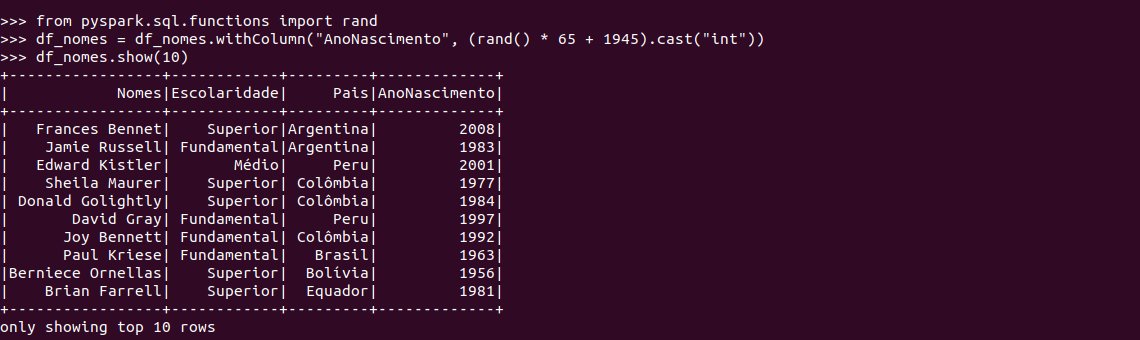 >>> from pyspark.sql.functions import rand
>>> df_nomes = df_nomes.withColumn("AnoNascimento", (rand() * 65 + 1945).cast("int"))
>>> df_nomes.show(10)
+-----------------+------------+---------+-------------+
|            Nomes|Escolaridade|     Pais|AnoNascimento|
+-----------------+------------+---------+-------------+
|   Frances Bennet|    Superior|Argentina|         2008|
|    Jamie Russell| Fundamental|Argentina|         1983|
|   Edward Kistler|       Médio|     Peru|         2001|
|    Sheila Maurer|    Superior| Colômbia|         1977|
| Donald Golightly|    Superior| Colômbia|         1984|
|       David Gray| Fundamental|     Peru|         1997|
|      Joy Bennett| Fundamental| Colômbia|         1992|
|      Paul Kriese| Fundamental|   Brasil|         1963|
|Berniece Ornellas|    Superior|  Bolívia|         1956|
|    Brian Farrell|    Superior|  Equador|         1981|
+-----------------+------------+---------+-------------+
only showing top 10 rows